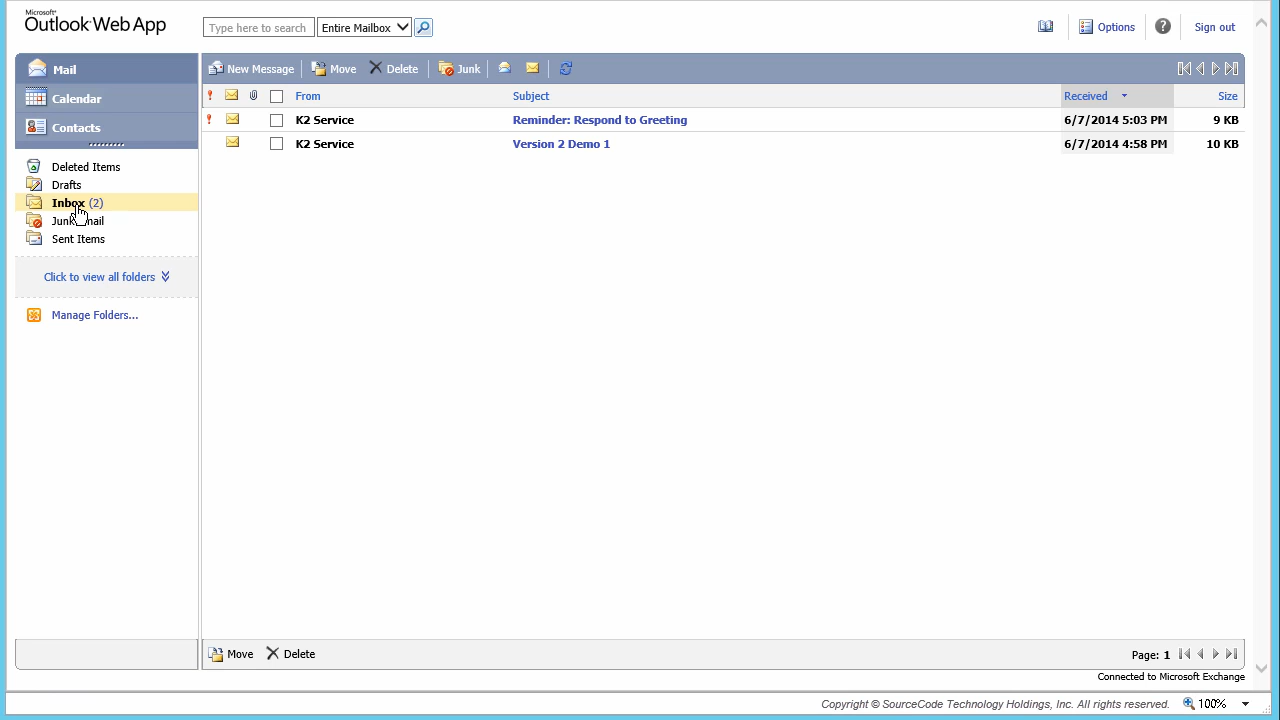 Microsoft®
Outlook Web App
Type here to search Entire Mailbox Options Sign out
Mail
Calendar
Contacts
Deleted Items
Drafts
Inbox (2)
Sent Items
Click to view all folders
Manage Folders...
New Message Move Delete Junk
From Subject Received Size
K2 Service Reminder: Respond to Greeting 6/7/2014 5:03 PM 9 KB
K2 Service Version 2 Demo 1 6/7/2014 4:58 PM 10 KB
Move Delete Page: 1
Connected to Microsoft Exchange
Copyright © SourceCode Technology Holdings, Inc. All rights reserved. 100%